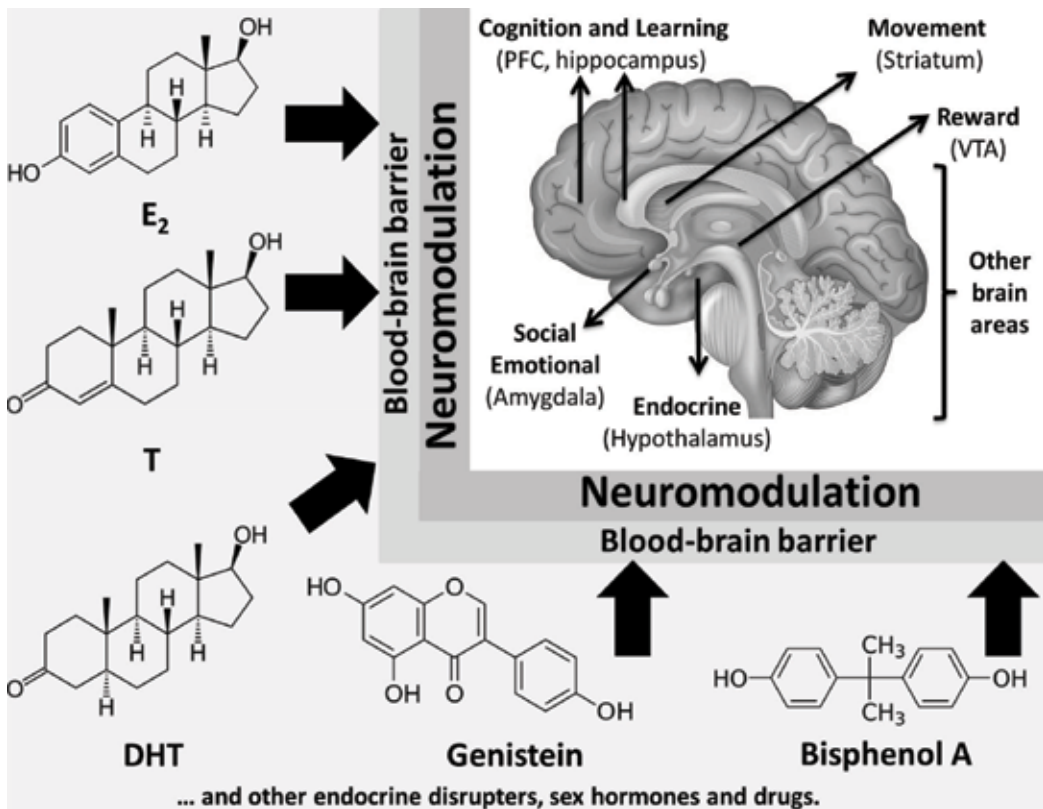 Cognition and Learning
(PFC, hippocampus)
Movement
(Striatum)
Reward
(VTA)
Other
brain
areas
Social
Emotional
(Amygdala)
Endocrine
(Hypothalamus)
Blood-brain barrier
Neuromodulation
Neuromodulation
Blood-brain barrier
OH
H
H
H
HO
E₂
OH
H
H
H
O
T
OH
H
H
H
O
H
DHT
HO
O
OH
O
OH
Genistein
HO
CH₃
CH₃
OH
Bisphenol A
... and other endocrine disrupters, sex hormones and drugs.